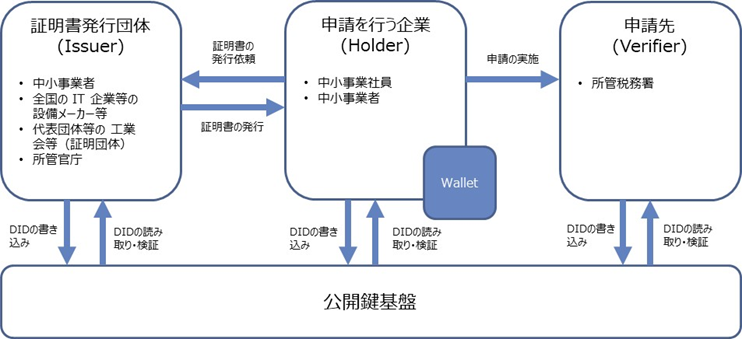 証明書発行団体
(Issuer)
• 中小事業者
• 全国の IT 企業等の
設備メーカー等
• 代表団体等の 工業
会等（証明団体）
• 所管官庁
証明書の
発行依頼
証明書の発行
申請を行う企業
(Holder)
• 中小事業社員
• 中小事業者
Wallet
申請の実施
申請先
(Verifier)
• 所管税務署
DIDの書き
込み
DIDの読み
取り・検証
DIDの書き
込み
DIDの読み
取り・検証
DIDの書き
込み
DIDの読み
取り・検証
公開鍵基盤